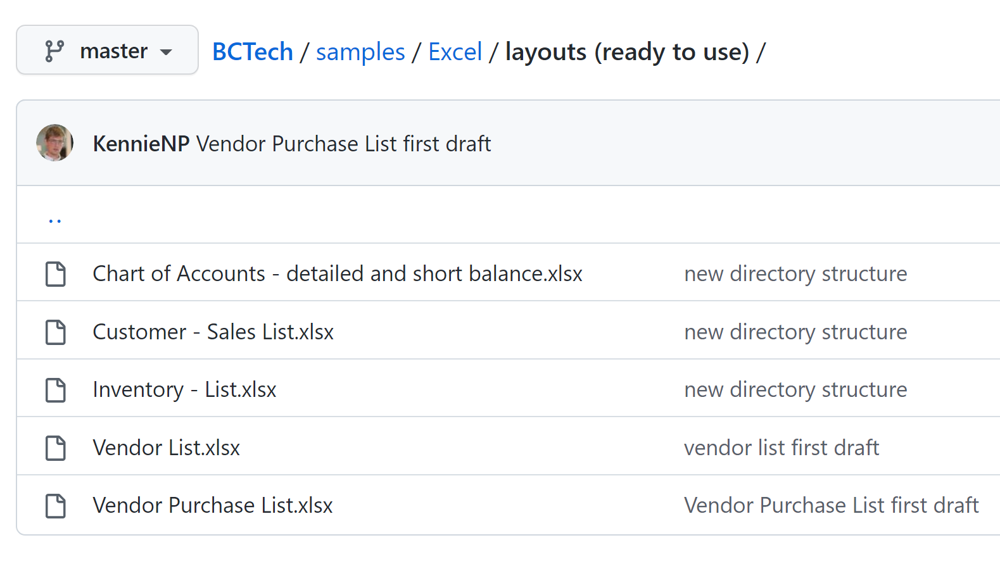 master BCTech / samples / Excel / layouts (ready to use) /
KennieNP Vendor Purchase List first draft
..
Chart of Accounts - detailed and short balance.xlsx new directory structure
Customer - Sales List.xlsx new directory structure
Inventory - List.xlsx new directory structure
Vendor List.xlsx vendor list first draft
Vendor Purchase List.xlsx Vendor Purchase List first draft